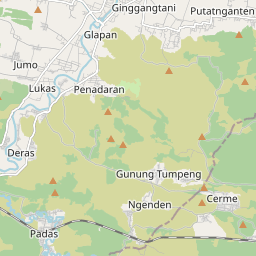 Ginggangtani
Putatnganten
Glapan
Jumo
Lukas
Penadaran
Deras
Gunung Tumpeng
Ngenden
Cerme
Padas